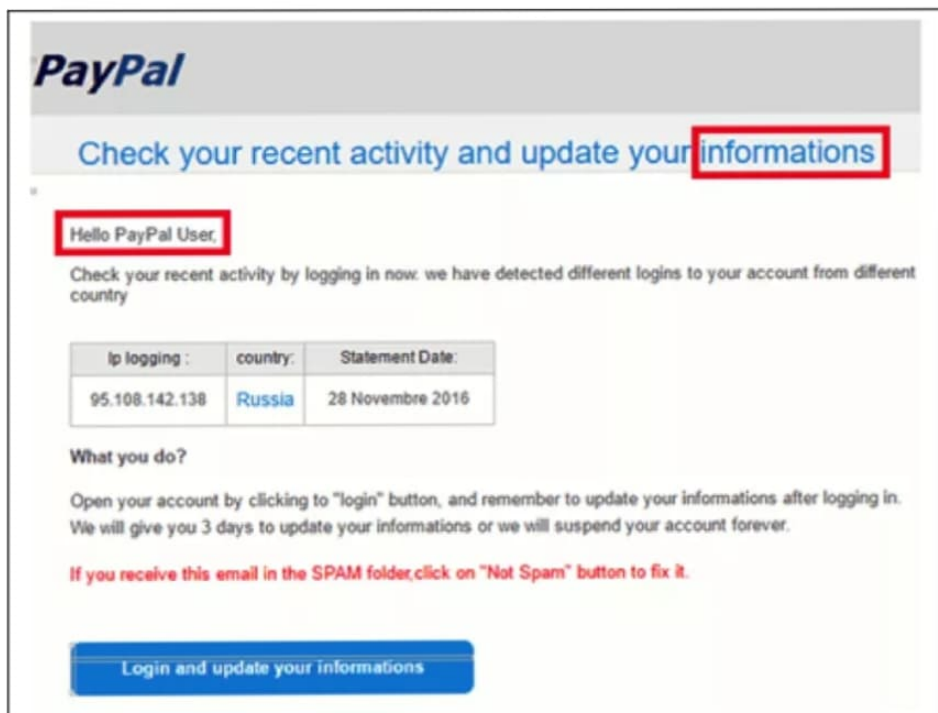 PayPal
Check your recent activity and update your informations
Hello PayPal User,
Check your recent activity by logging in now. we have detected different logins to your account from different
country
Ip logging : country: Statement Date:
95.108.142.138 Russia 28 Novembre 2016
What you do?
Open your account by clicking to "login" button, and remember to update your informations after logging in.
We will give you 3 days to update your informations or we will suspend your account forever.
If you receive this email in the SPAM folder,click on "Not Spam" button to fix it.
Login and update your informations